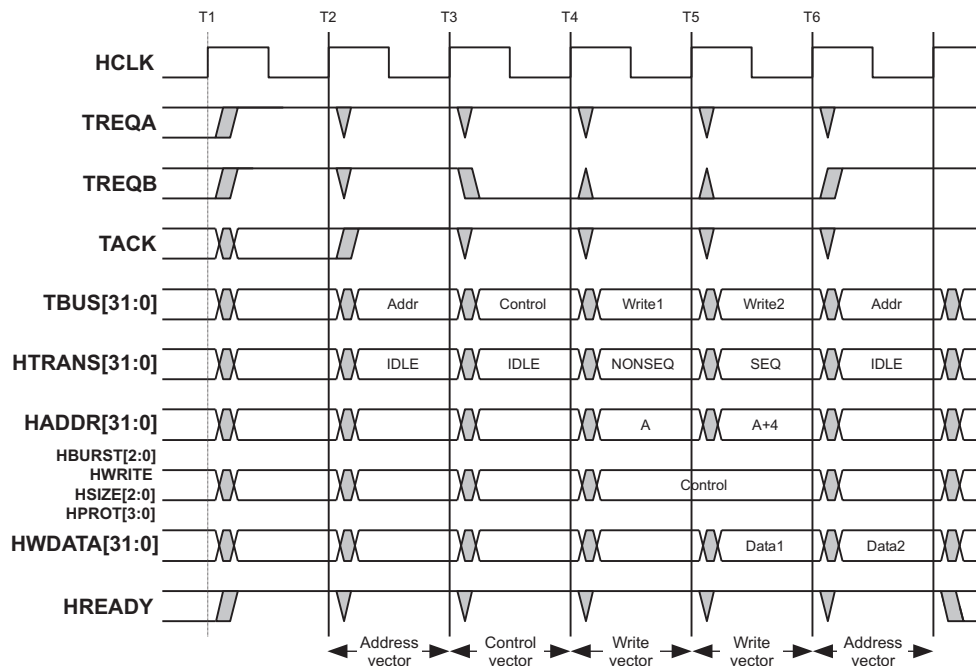 T1 T2 T3 T4 T5 T6
HCLK
TREQA
TREQB
TACK
TBUS[31:0] Addr Control Write1 Write2 Addr
HTRANS[31:0] IDLE IDLE NONSEQ SEQ IDLE
HADDR[31:0] A A+4
HBURST[2:0]
HWRITE
HSIZE[2:0]
HPROT[3:0]
Control
HWDATA[31:0] Data1 Data2
HREADY
Address Control Write Write Address
vector vector vector vector vector